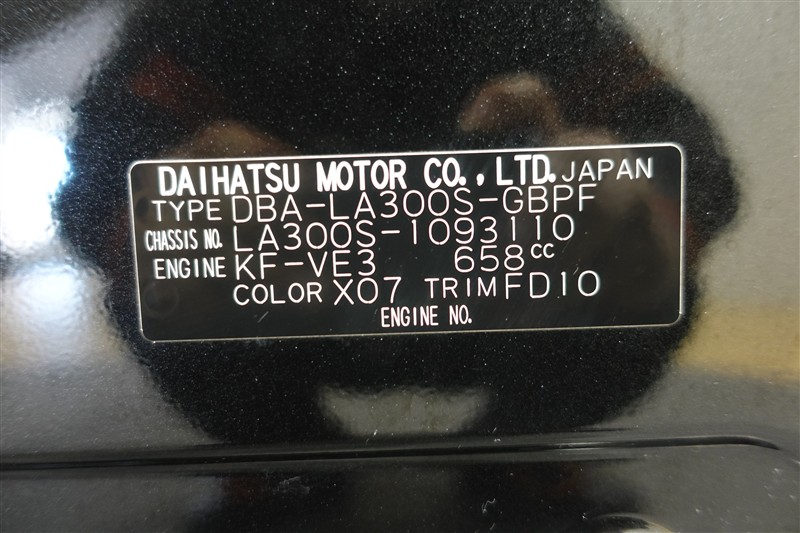 DAIHATSU MOTOR CO., LTD. JAPAN
TYPE DBA-LA300S-GBPF
CHASSIS NO. LA300S-1093110
ENGINE KF-VE3 658cc
COLOR X07 TRIM FD10
ENGINE NO.